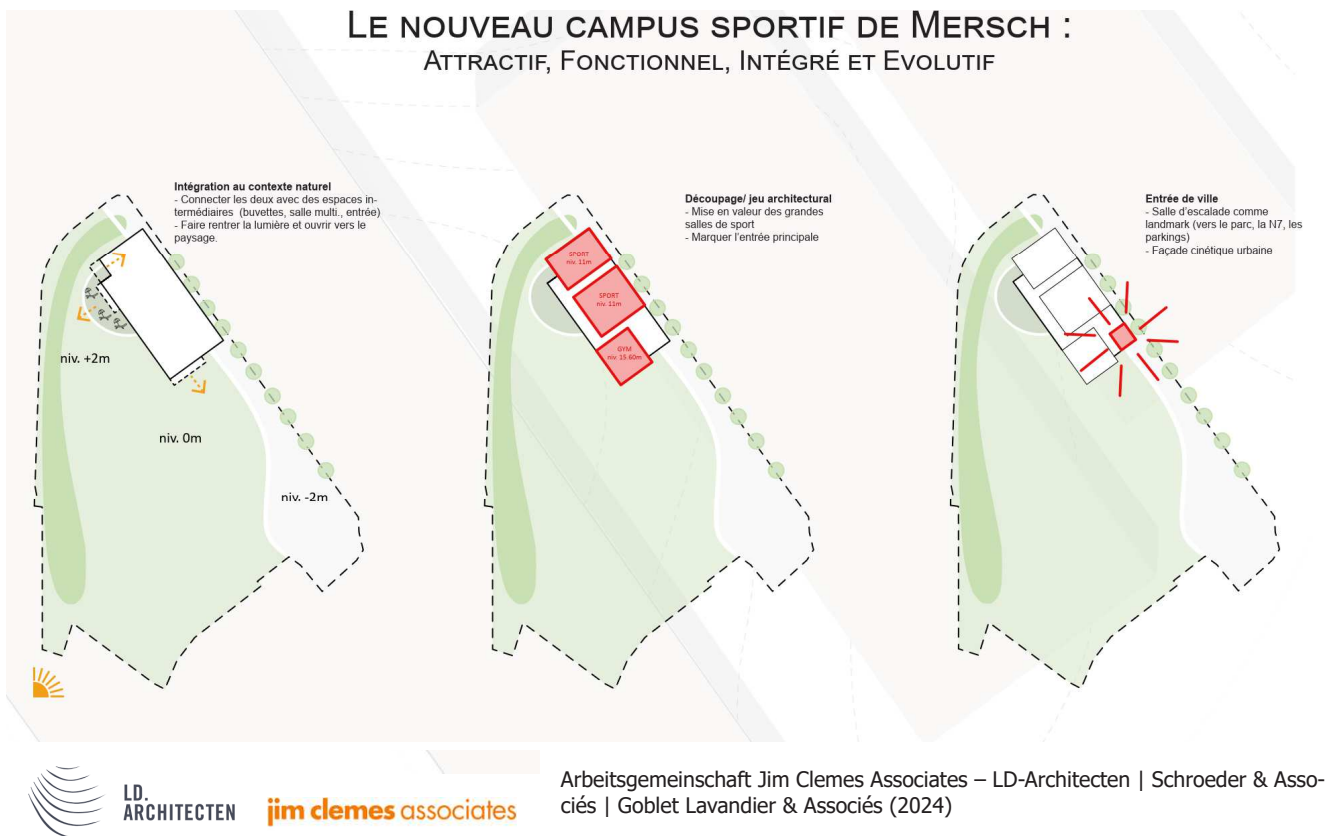 LE NOUVEAU CAMPUS SPORTIF DE MERSCH :
ATTRACTIF, FONCTIONNEL, INTÉGRÉ ET EVOLUTIF
Intégration au contexte naturel
- Connecter les deux avec des espaces in-
termédiaires (buvettes, salle multi., entrée)
- Faire rentrer la lumière et ouvrir vers le
paysage.
niv. +2m
niv. 0m
niv. -2m
Découpage/ jeu architectural
- Mise en valeur des grandes
salles de sport
- Marquer l'entrée principale
SPORT
niv. 11m
SPORT
niv. 11m
GYM
niv. 15.60m
Entrée de ville
- Salle d'escalade comme
landmark (vers le parc, la N7, les
parkings)
- Façade cinétique urbaine
LD.
ARCHITECTEN
jim clemes associates
Arbeitsgemeinschaft Jim Clemes Associates – LD-Architecten | Schroeder & Asso-
ciés | Goblet Lavandier & Associés (2024)